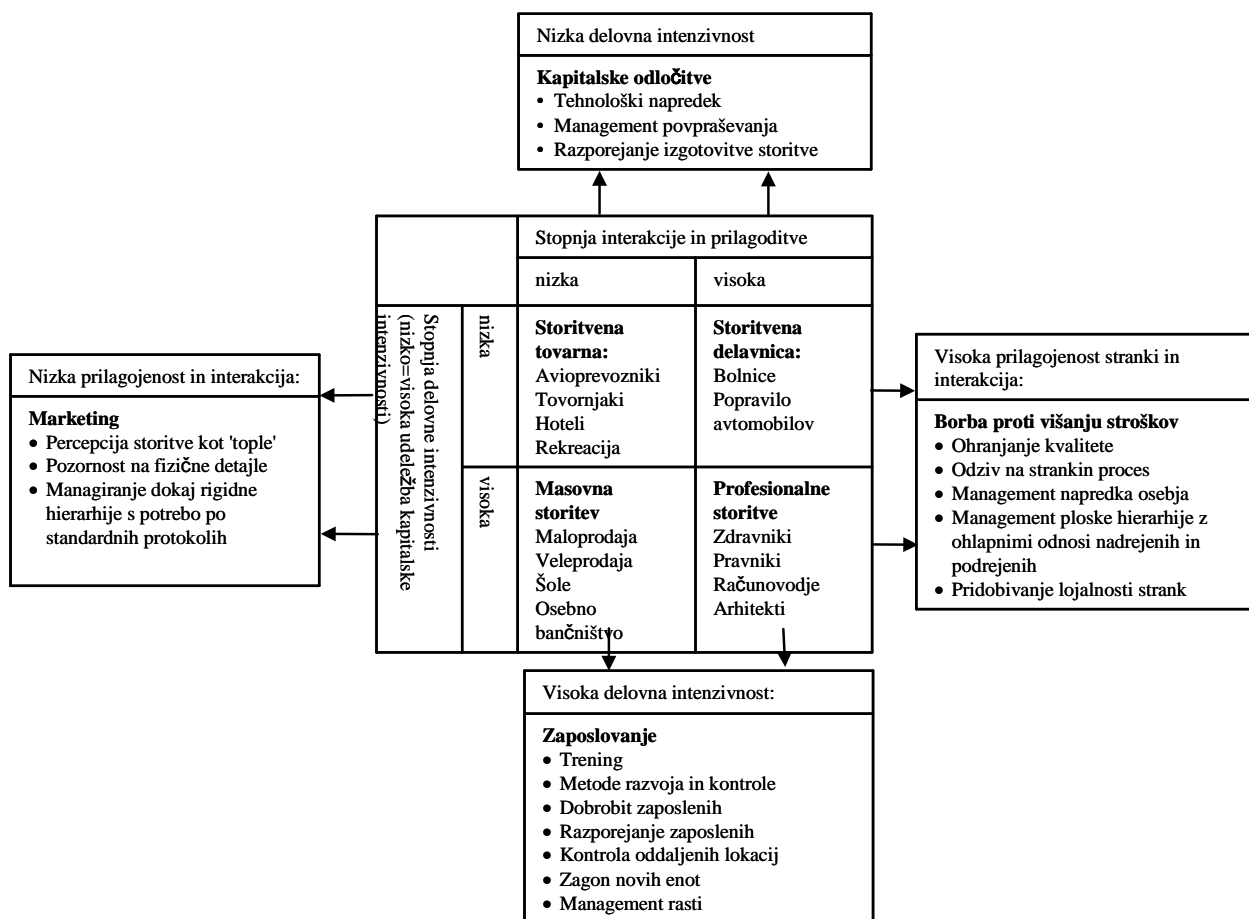 Nizka delovna intenzivnost
Kapitalske odločitve
• Tehnološki napredek
• Management povpraševanja
• Razporejanje izgotovitve storitve
Stopnja interakcije in prilagoditve
nizka
visoka
Stopnja delovne intenzivnosti
(nizko=visoka udeležba kapitalske
intenzivnosti)
nizka
Storitvena
tovarna:
Avioprevozniki
Tovornjaki
Hoteli
Rekreacija
Storitvena
delavnica:
Bolnice
Popravilo
avtomobilov
visoka
Masovna
storitev
Maloprodaja
Veleprodaja
Šole
Osebno
bančništvo
Profesionalne
storitve
Zdravniki
Pravniki
Računovodje
Arhitekti
Nizka prilagojenost in interakcija:
Marketing
• Percepcija storitve kot 'tople'
• Pozornost na fizične detajle
• Managiranje dokaj rigidne
hierarhije s potrebo po
standardnih protokolih
Visoka prilagojenost stranki in
interakcija:
Borba proti višanju stroškov
• Ohranjanje kvalitete
• Odziv na strankin proces
• Management napredka osebja
• Management ploske hierarhije z
ohlapnimi odnosi nadrejenih in
podrejenih
• Pridobivanje lojalnosti strank
Visoka delovna intenzivnost:
Zaposlovanje
• Trening
• Metode razvoja in kontrole
• Dobrobit zaposlenih
• Razporejanje zaposlenih
• Kontrola oddaljenih lokacij
• Zagon novih enot
• Management rasti